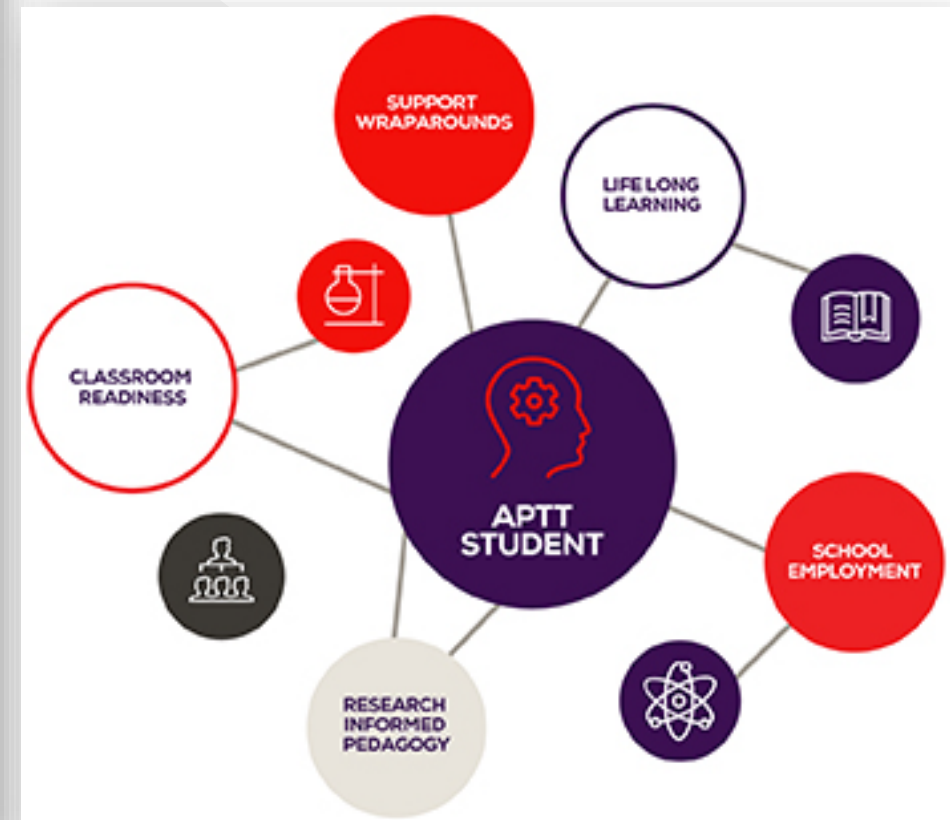 SUPPORT
WRAPAROUNDS
LIFE LONG
LEARNING
CLASSROOM
READINESS
APTT
STUDENT
SCHOOL
EMPLOYMENT
RESEARCH
INFORMED
PEDAGOGY